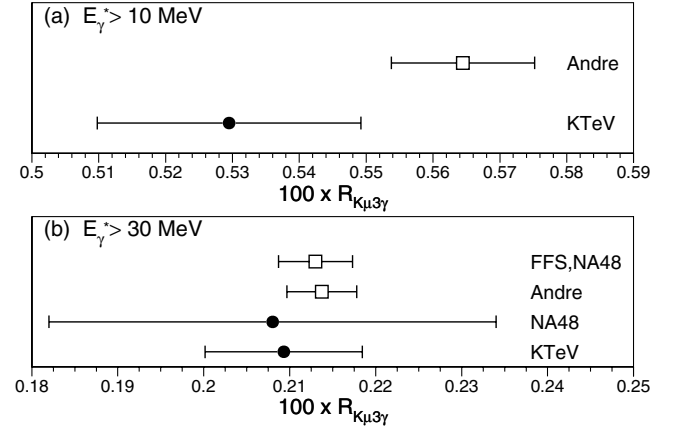 (a) E*γ > 10 MeV
Andre
KTeV
0.5 0.51 0.52 0.53 0.54 0.55 0.56 0.57 0.58 0.59
100 x RKμ3γ
(b) E*γ > 30 MeV
FFS,NA48
Andre
NA48
KTeV
0.18 0.19 0.2 0.21 0.22 0.23 0.24 0.25
100 x RKμ3γ